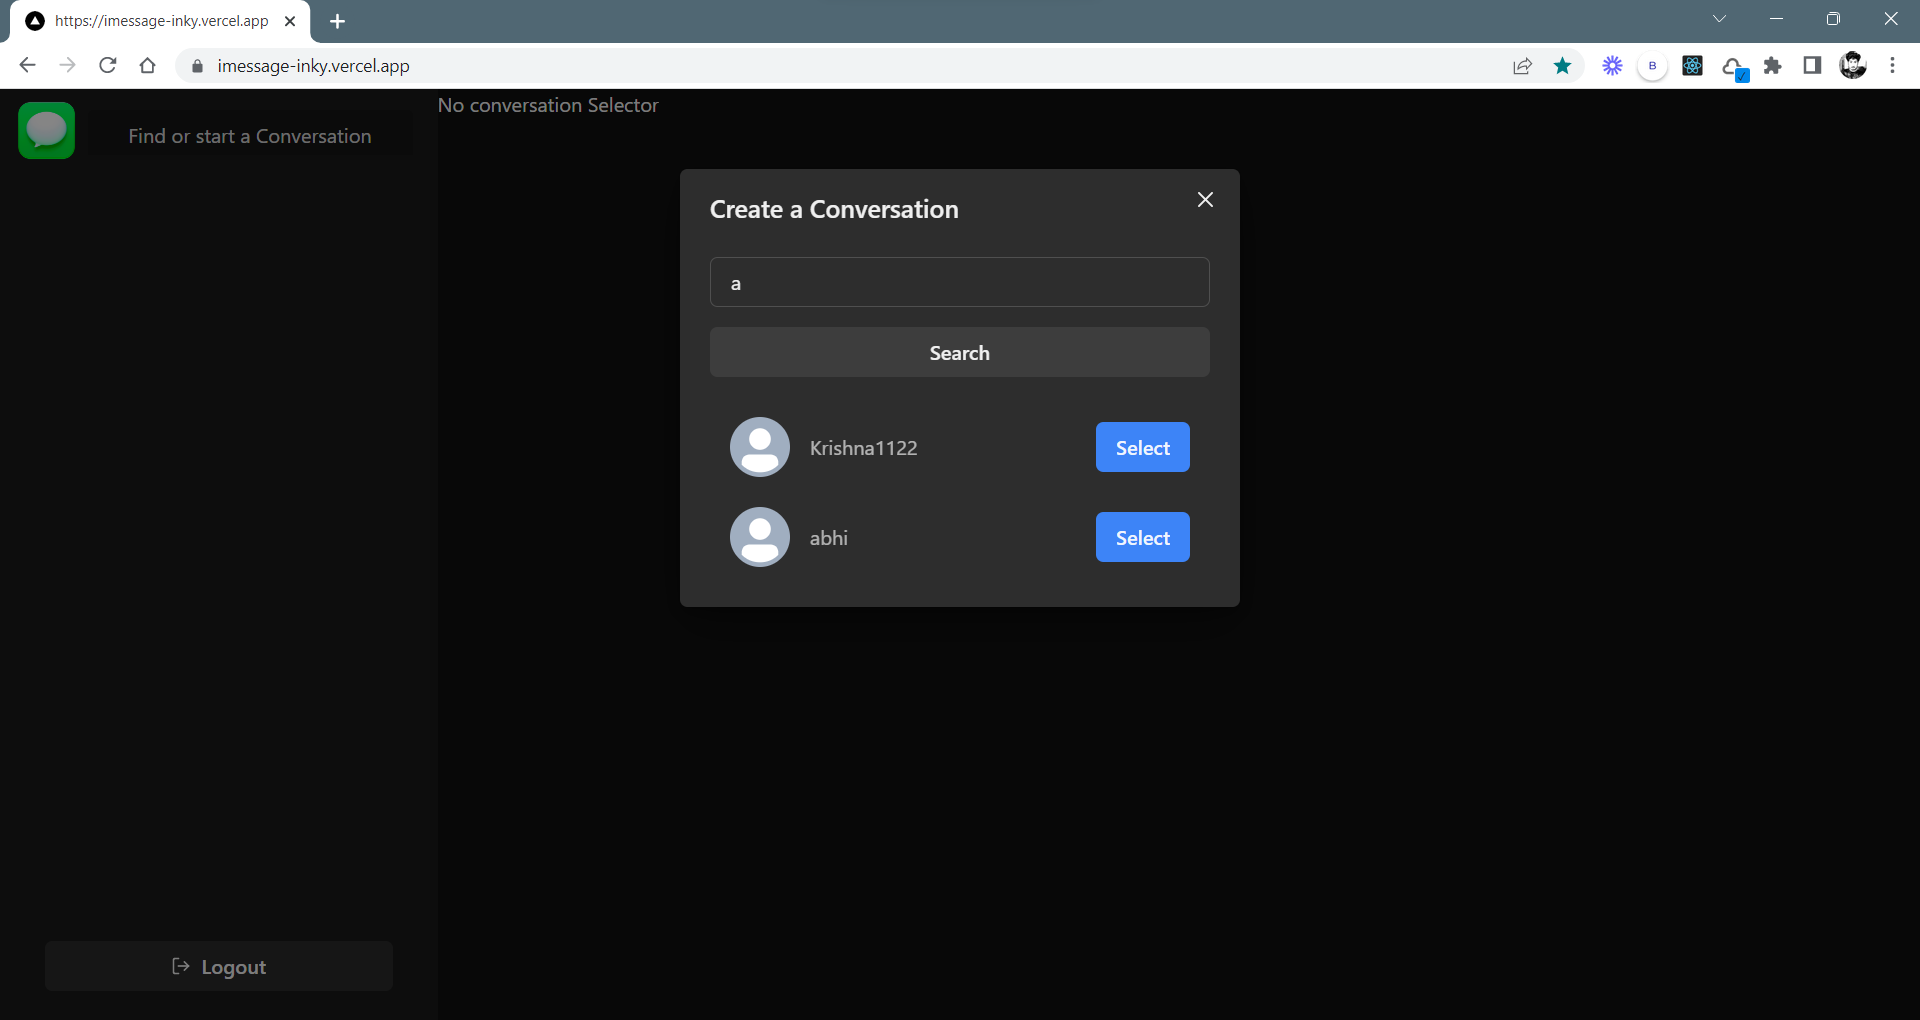 https://imessage-inky.vercel.app
imessage-inky.vercel.app
B
Find or start a Conversation
No conversation Selector
Create a Conversation
a
Search
Krishna1122
Select
abhi
Select
Logout